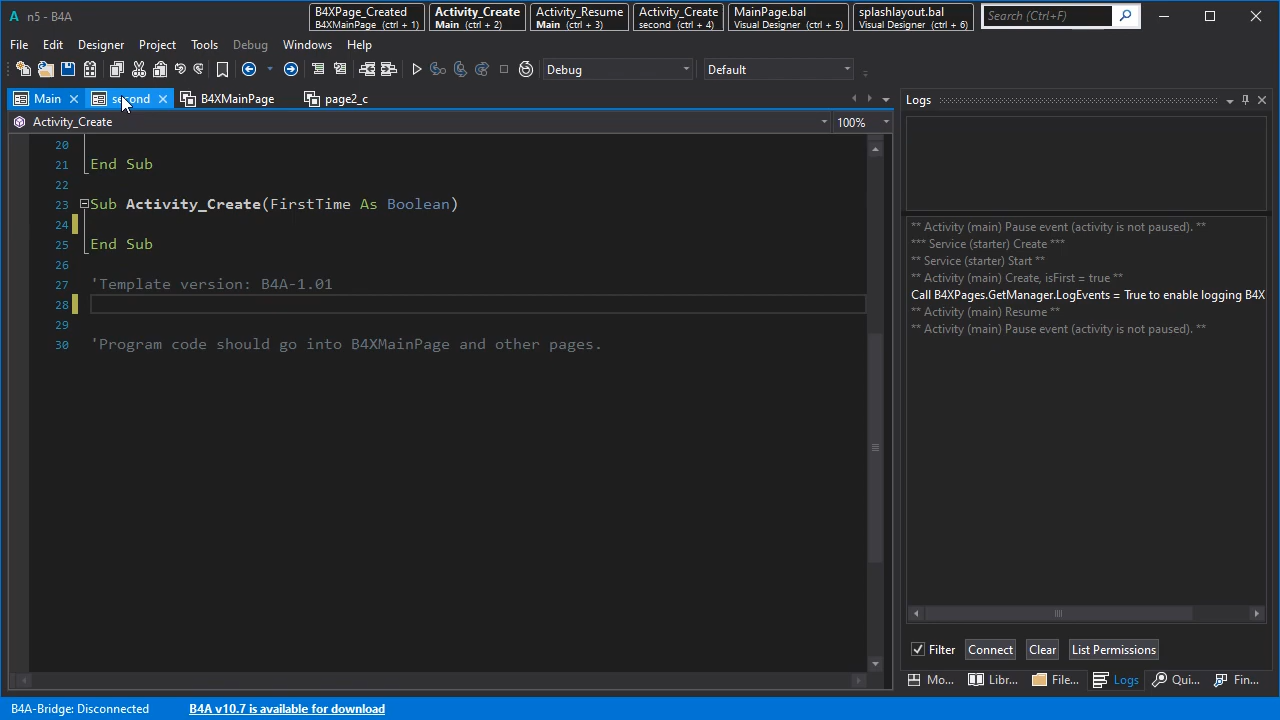 n5 - B4A
B4XPage_Created
B4XMainPage (ctrl + 1)
Activity_Create
Main (ctrl + 2)
Activity_Resume
Main (ctrl + 3)
Activity_Create
second (ctrl + 4)
MainPage.bal
Visual Designer (ctrl + 5)
splashlayout.bal
Visual Designer (ctrl + 6)
Search (Ctrl+F)
File Edit Designer Project Tools Debug Windows Help
Debug Default
Main second B4XMainPage page2_c
Activity_Create 100%
20
21 End Sub
22
23 Sub Activity_Create(FirstTime As Boolean)
24
25 End Sub
26
27 'Template version: B4A-1.01
28
29
30 'Program code should go into B4XMainPage and other pages.
Logs
** Activity (main) Pause event (activity is not paused). **
*** Service (starter) Create ***
** Service (starter) Start **
** Activity (main) Create, isFirst = true **
Call B4XPages.GetManager.LogEvents = True to enable logging B4X
** Activity (main) Resume **
** Activity (main) Pause event (activity is not paused). **
Filter Connect Clear List Permissions
Mo... Libr... File... Logs Qui... Fin...
B4A-Bridge: Disconnected B4A v10.7 is available for download